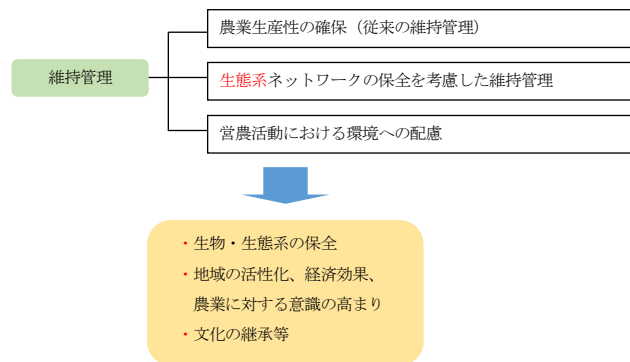 農業生産性の確保（従来の維持管理）
維持管理
生態系ネットワークの保全を考慮した維持管理
営農活動における環境への配慮
・生物・生態系の保全
・地域の活性化、経済効果、
農業に対する意識の高まり
・文化の継承等